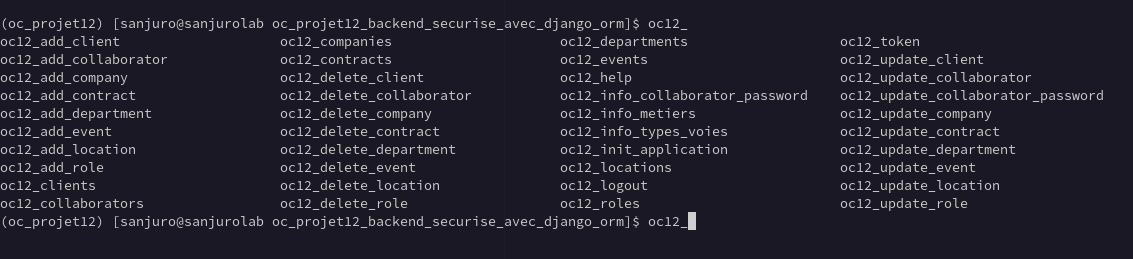 (oc_projet12) [sanjuro@sanjurolab oc_projet12_backend_securise_avec_django_orm]$ oc12_
oc12_add_client oc12_companies oc12_departments oc12_token
oc12_add_collaborator oc12_contracts oc12_events oc12_update_client
oc12_add_company oc12_delete_client oc12_help oc12_update_collaborator
oc12_add_contract oc12_delete_collaborator oc12_info_collaborator_password oc12_update_collaborator_password
oc12_add_department oc12_delete_company oc12_info_metiers oc12_update_company
oc12_add_event oc12_delete_contract oc12_info_types_voies oc12_update_contract
oc12_add_location oc12_delete_department oc12_init_application oc12_update_department
oc12_add_role oc12_delete_event oc12_locations oc12_update_event
oc12_clients oc12_delete_location oc12_logout oc12_update_location
oc12_collaborators oc12_delete_role oc12_roles oc12_update_role
(oc_projet12) [sanjuro@sanjurolab oc_projet12_backend_securise_avec_django_orm]$ oc12_